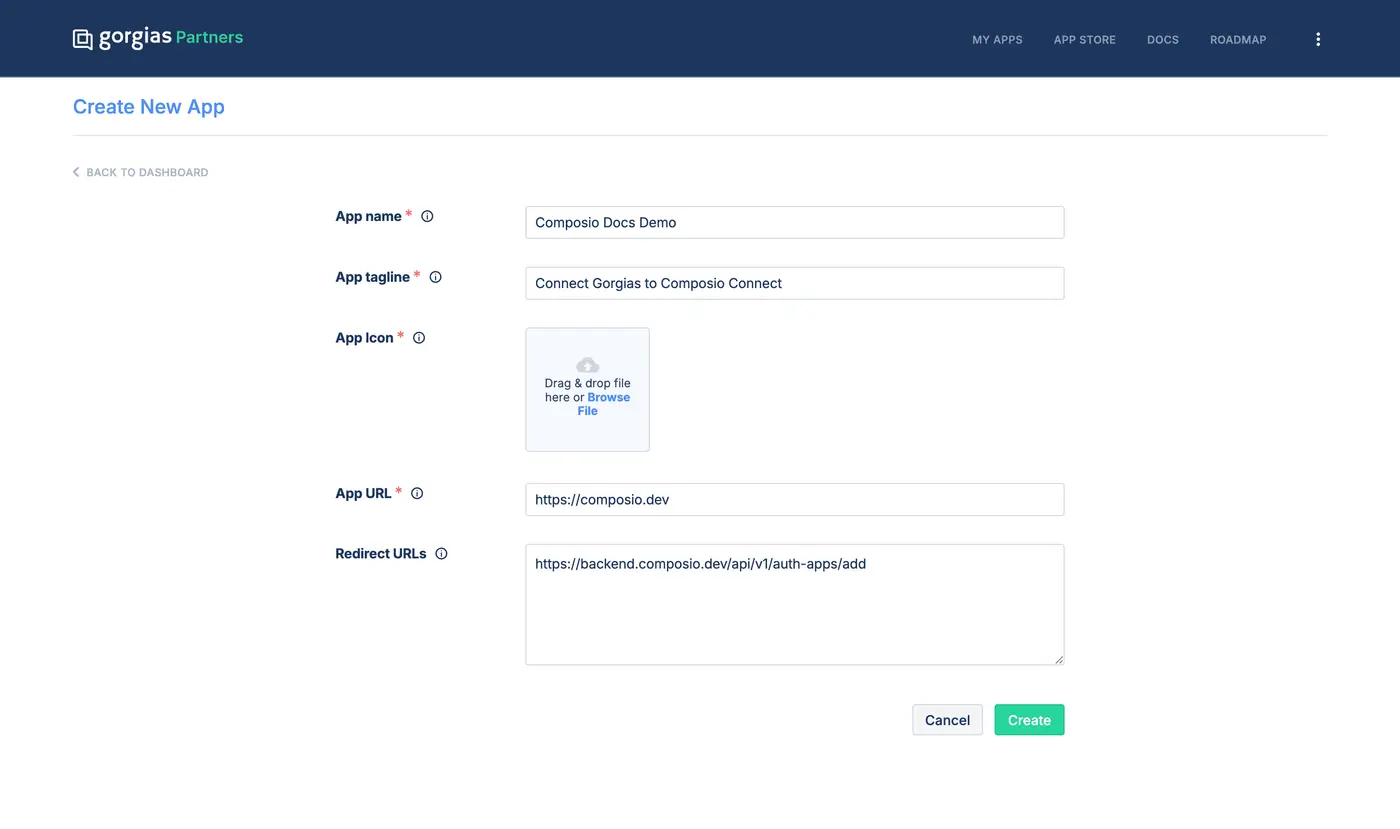 gorgias Partners
MY APPS APP STORE DOCS ROADMAP
Create New App
BACK TO DASHBOARD
App name *
Composio Docs Demo
App tagline *
Connect Gorgias to Composio Connect
App Icon *
Drag & drop file
here or Browse
File
App URL *
https://composio.dev
Redirect URLs
https://backend.composio.dev/api/v1/auth-apps/add
Cancel Create